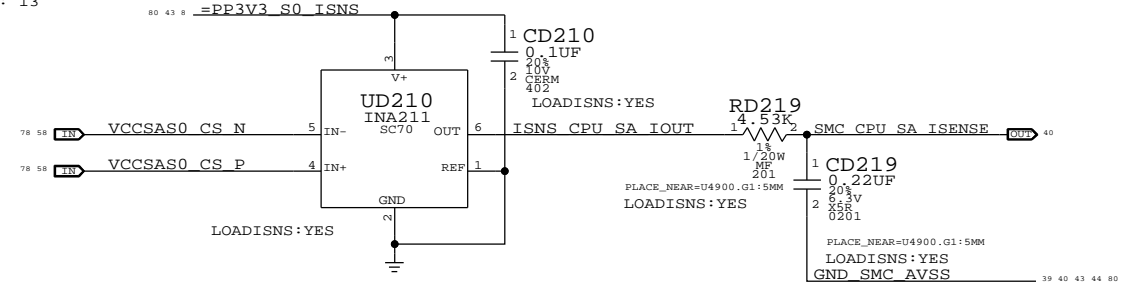 : 13
80 43 8 =PP3V3_S0_ISNS
1 CD210
0.1UF
20%
10V
2 CERM
402
LOADISNS:YES
3
V+
UD210
INA211
SC70
78 58 IN VCCSAS0_CS_N 5 IN- OUT 6 ISNS_CPU_SA_IOUT
78 58 IN VCCSAS0_CS_P 4 IN+ REF 1
GND
2
LOADISNS:YES
RD219
4.53K
1 2 SMC_CPU_SA_ISENSE OUT 40
1%
1/20W
MF
201
PLACE_NEAR=U4900.G1:5MM
LOADISNS:YES
1 CD219
0.22UF
20%
6.3V
2 X5R
0201
PLACE_NEAR=U4900.G1:5MM
LOADISNS:YES
GND_SMC_AVSS 39 40 43 44 80